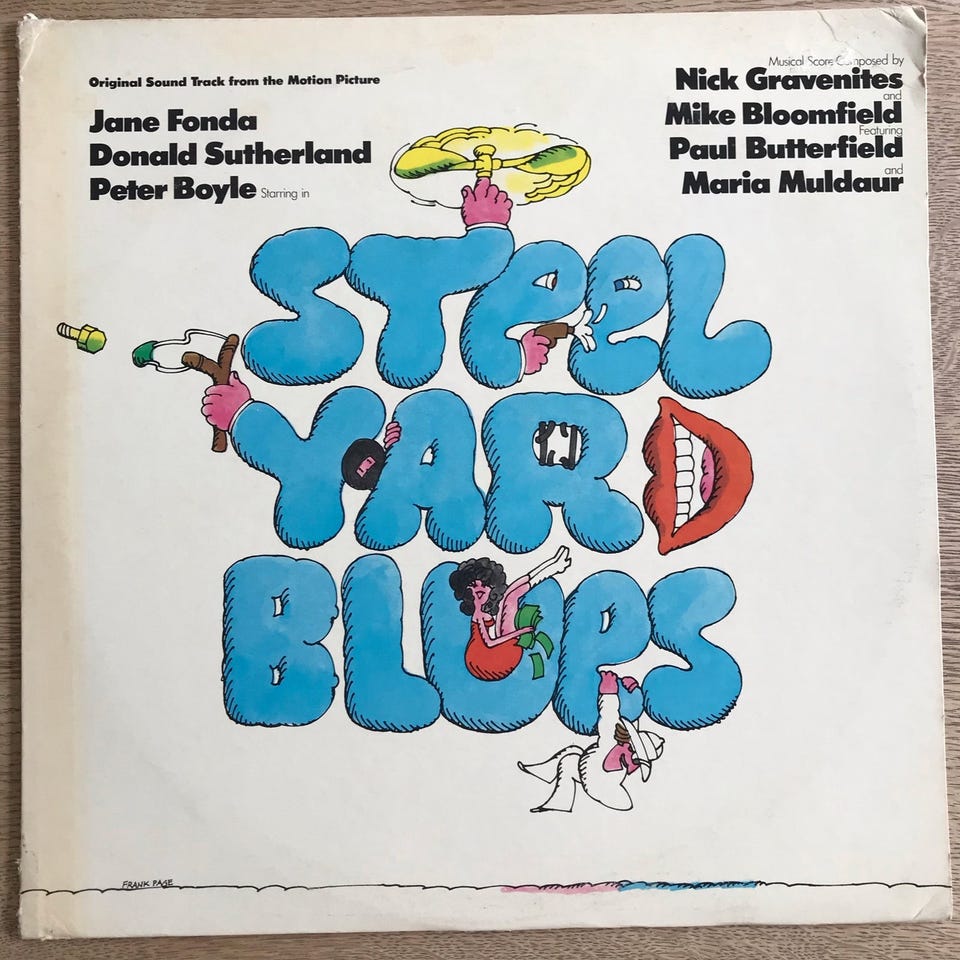 Original Sound Track from the Motion Picture
Jane Fonda
Donald Sutherland
Peter Boyle Starring in
Musical Score Composed by
Nick Gravenites
and
Mike Bloomfield
Featuring
Paul Butterfield
and
Maria Muldaur
STEEL
YARD
BLUES
FRANK PAGE